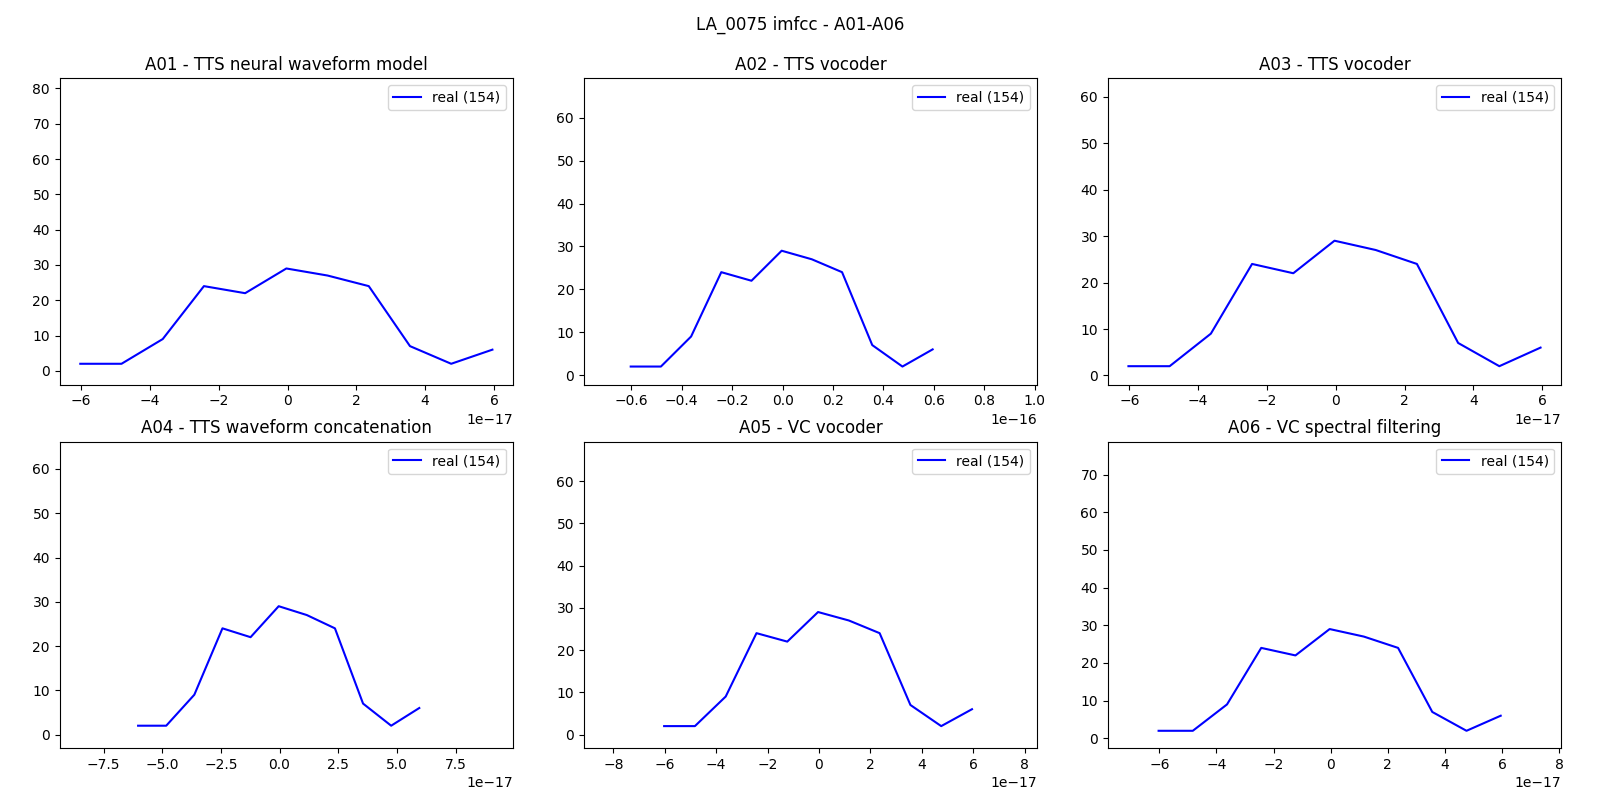 LA_0075 imfcc - A01-A06
A01 - TTS neural waveform model
real (154)
80
70
60
50
40
30
20
10
0
−6 −4 −2 0 2 4 6
1e−17
A02 - TTS vocoder
real (154)
60
50
40
30
20
10
0
−0.6 −0.4 −0.2 0.0 0.2 0.4 0.6 0.8 1.0
1e−16
A03 - TTS vocoder
real (154)
60
50
40
30
20
10
0
−6 −4 −2 0 2 4 6
1e−17
A04 - TTS waveform concatenation
real (154)
60
50
40
30
20
10
0
−7.5 −5.0 −2.5 0.0 2.5 5.0 7.5
1e−17
A05 - VC vocoder
real (154)
60
50
40
30
20
10
0
−8 −6 −4 −2 0 2 4 6 8
1e−17
A06 - VC spectral filtering
real (154)
70
60
50
40
30
20
10
0
−6 −4 −2 0 2 4 6 8
1e−17